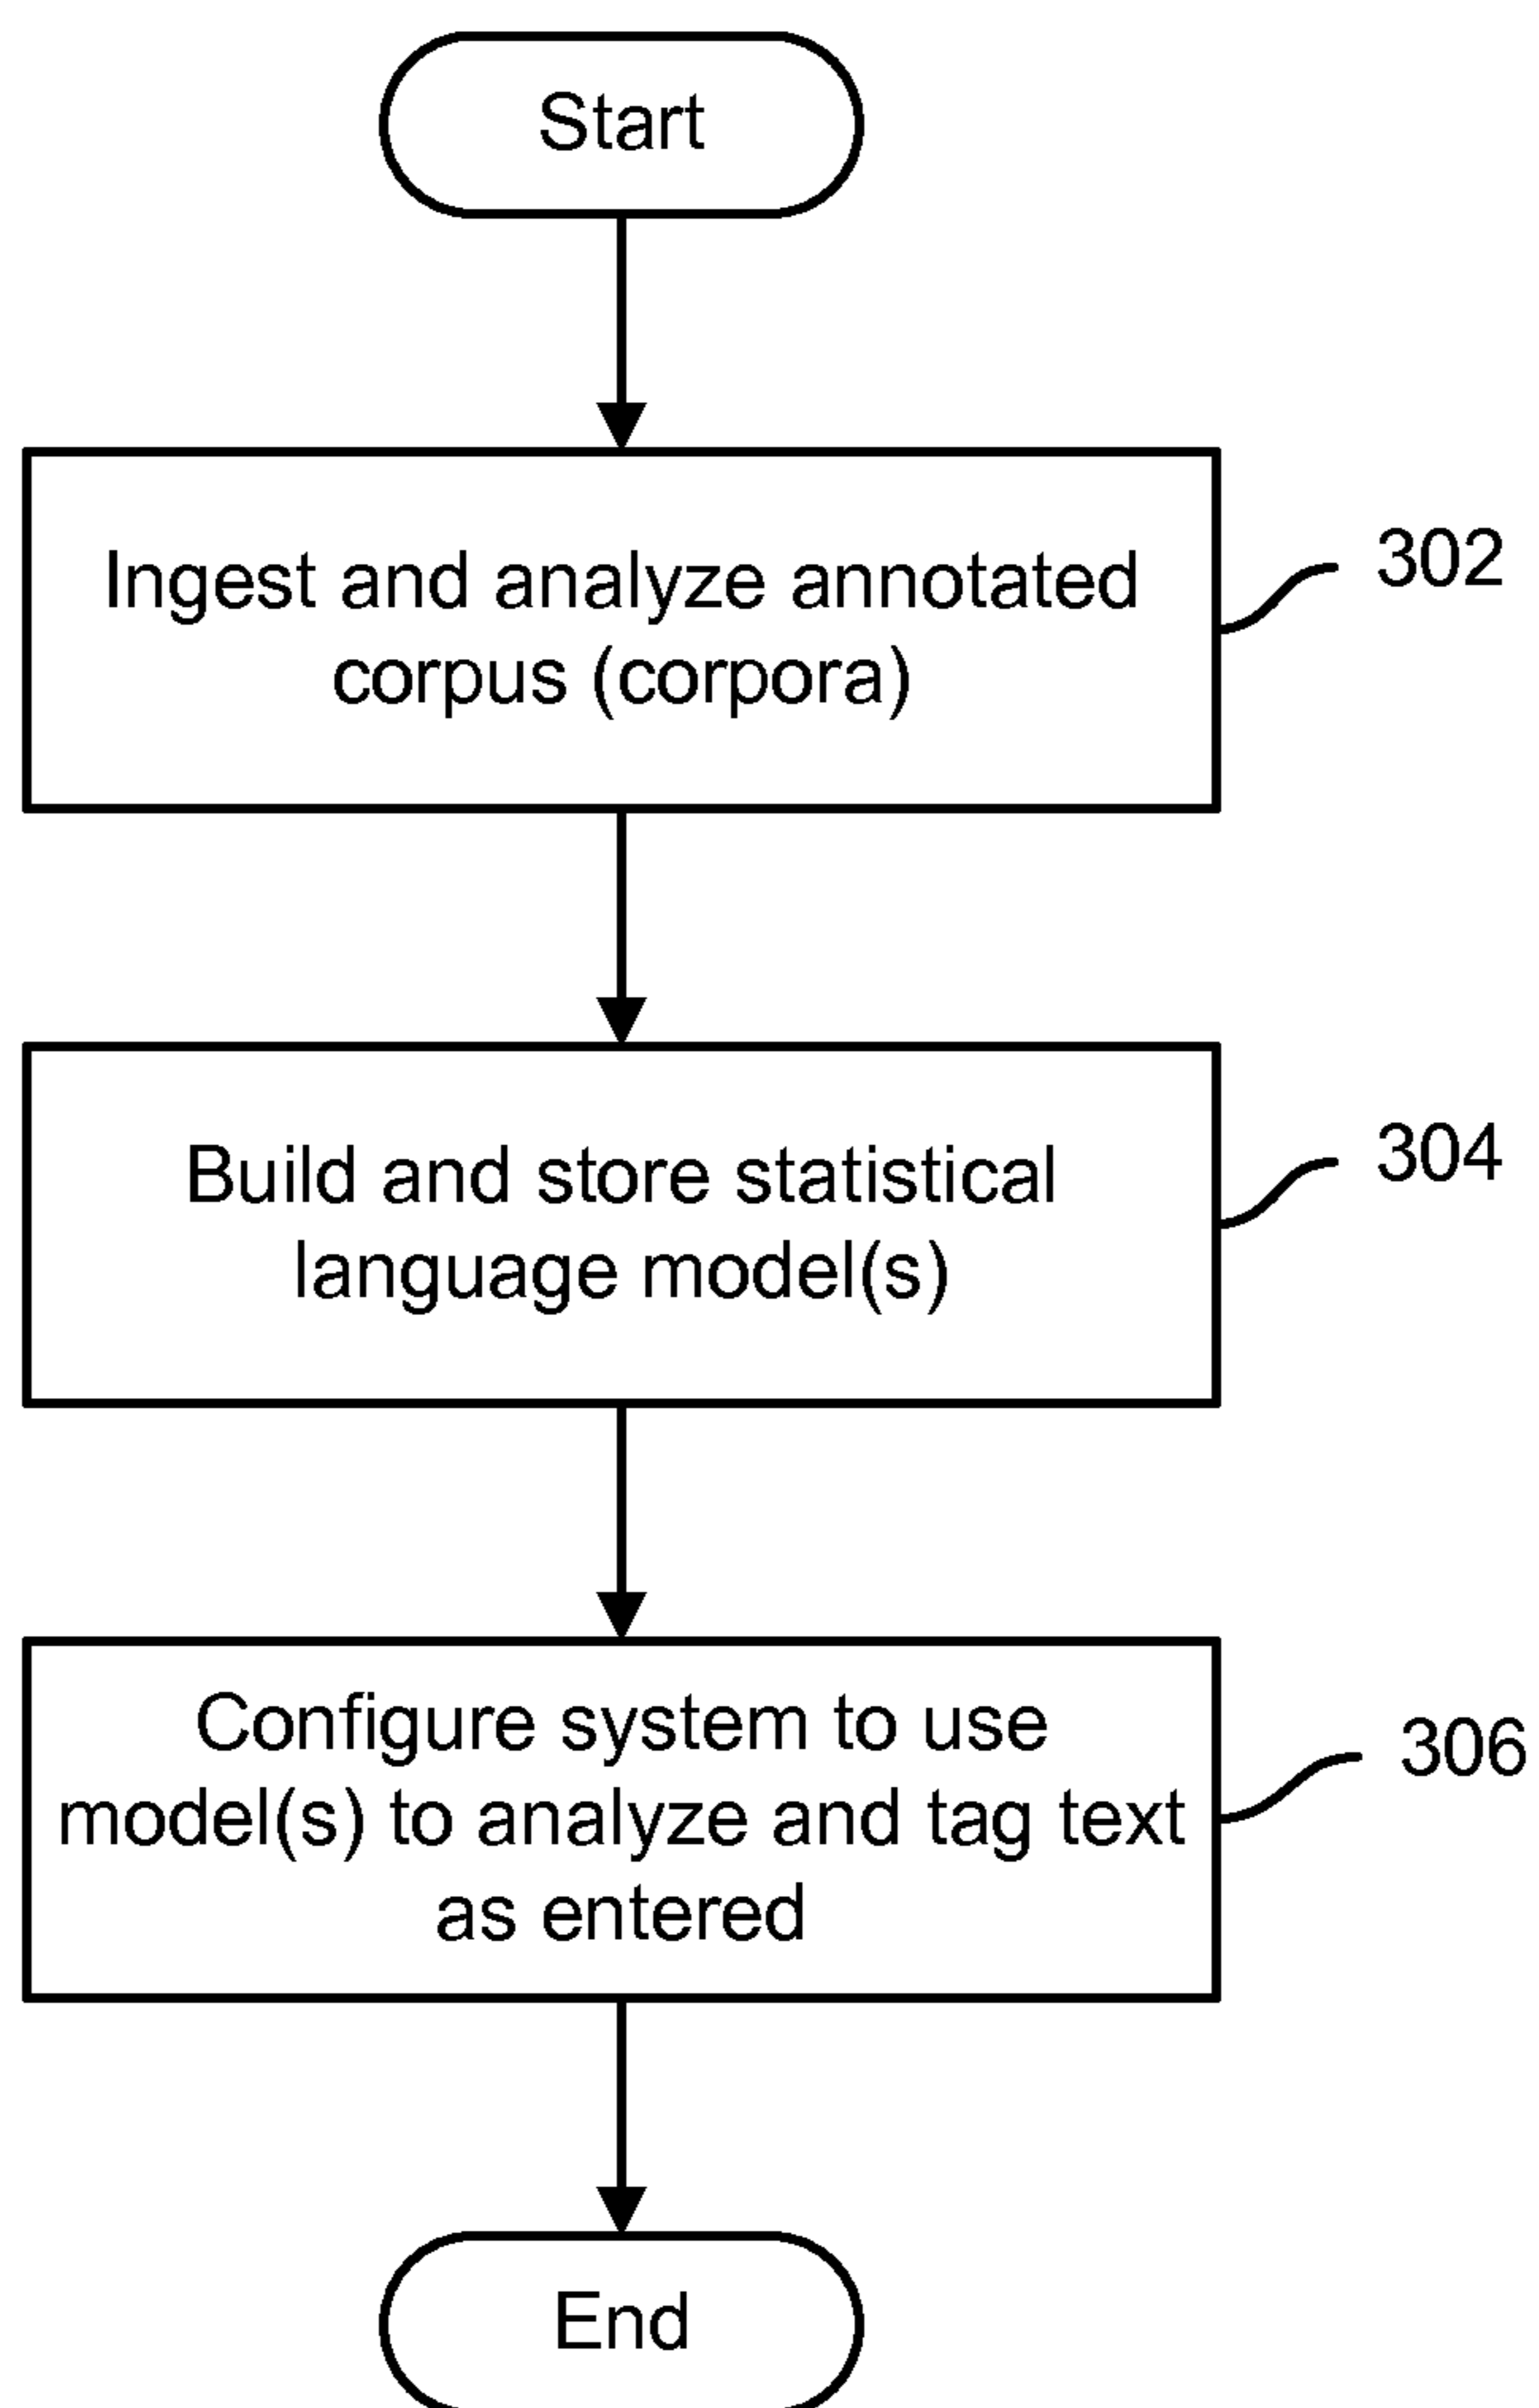 Start
Ingest and analyze annotated
corpus (corpora)
302
Build and store statistical
language model(s)
304
Configure system to use
model(s) to analyze and tag text
as entered
306
End